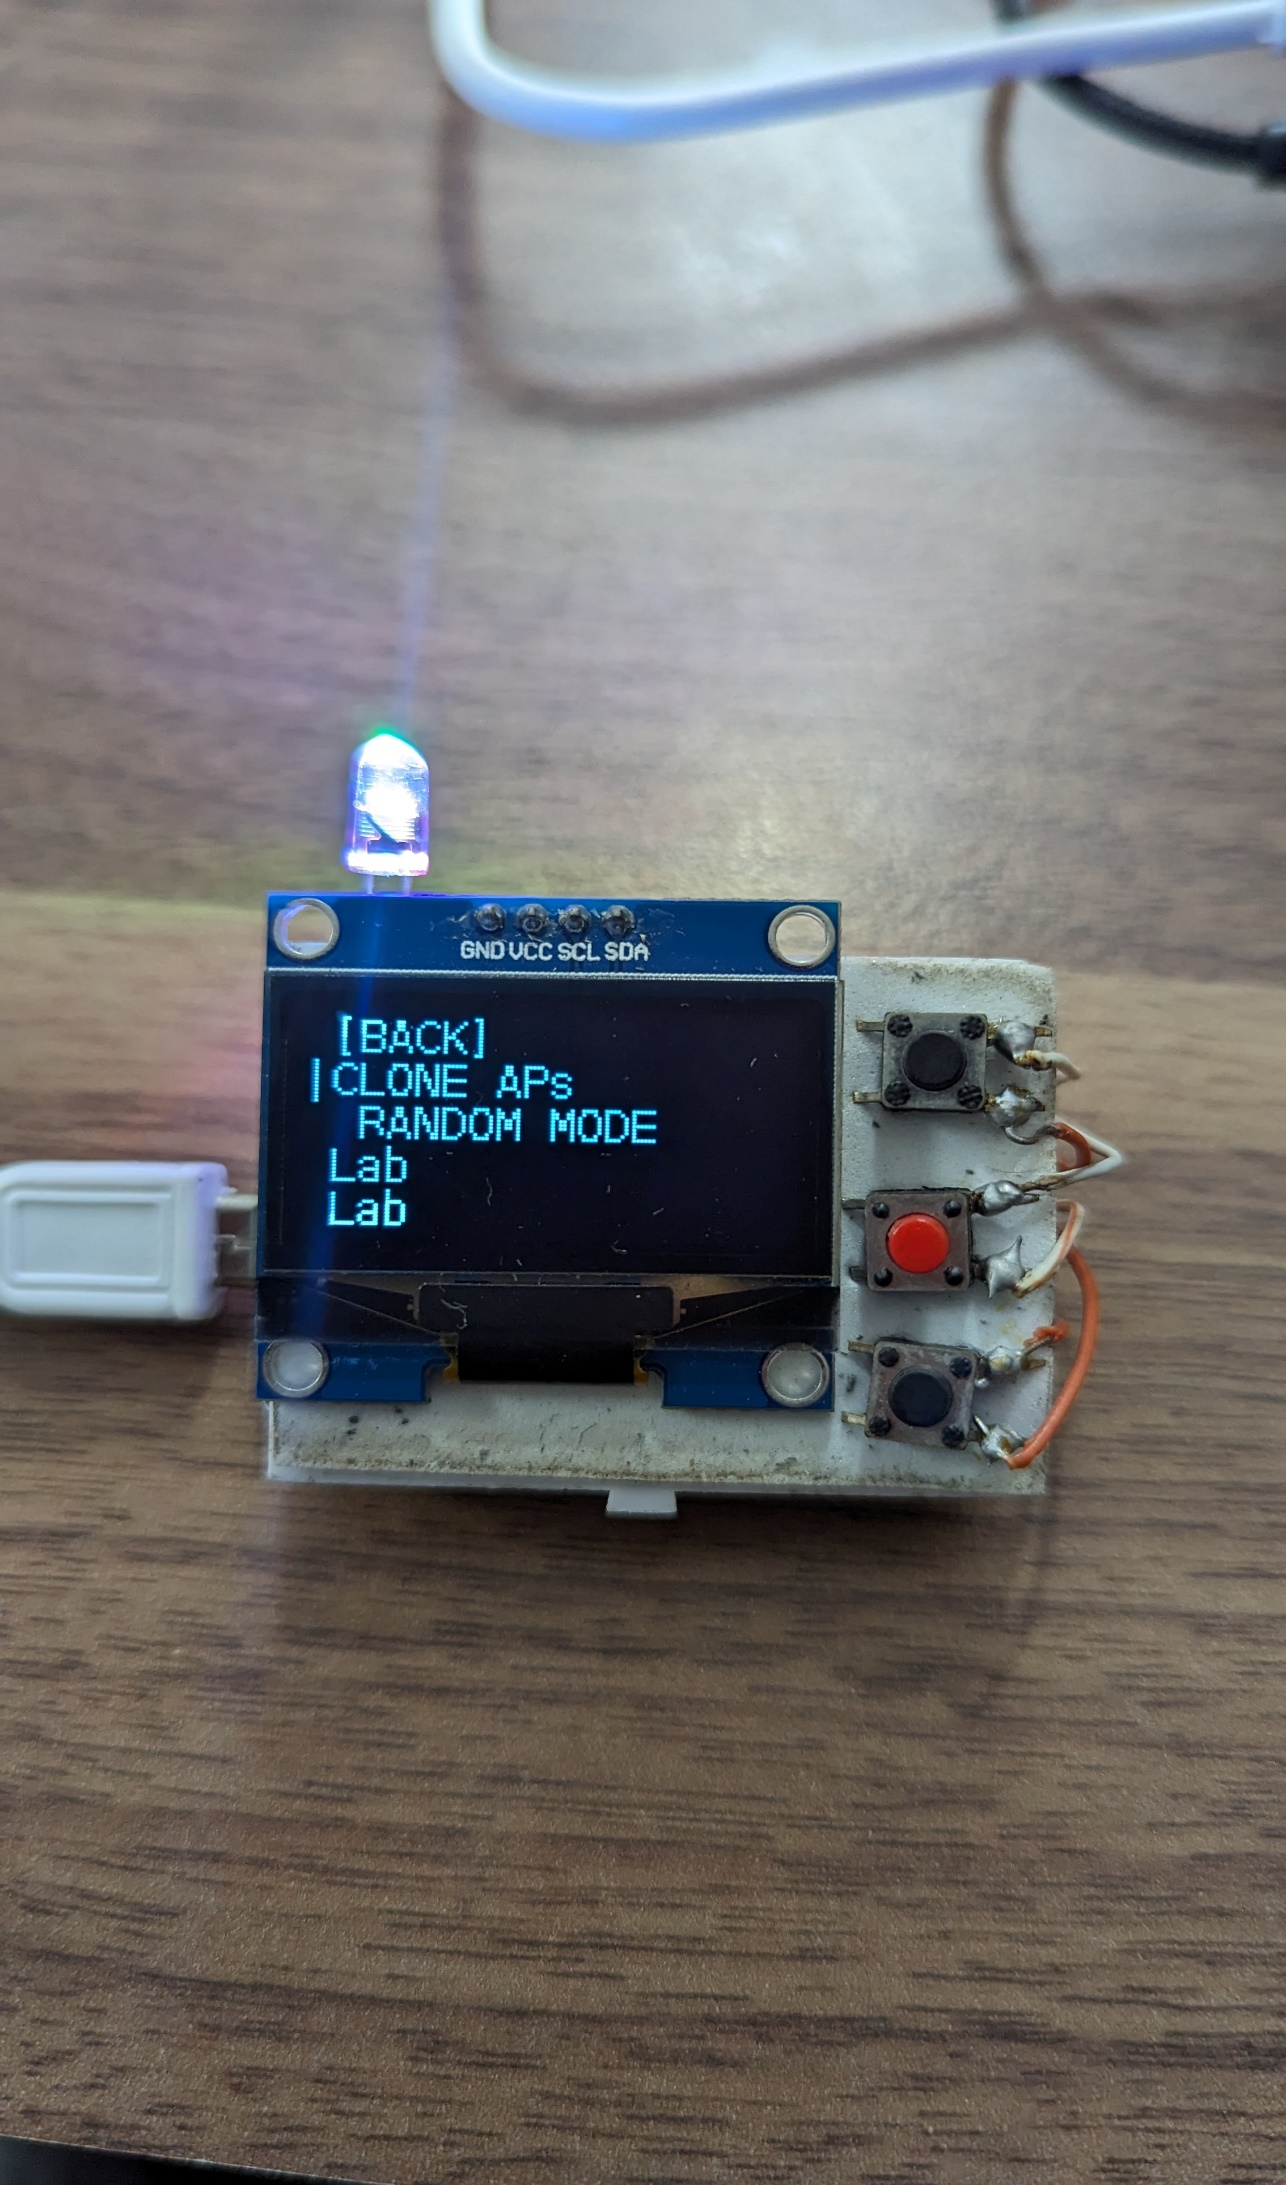 GND VCC SCL SDA
[BACK]
|CLONE APs
RANDOM MODE
Lab
Lab